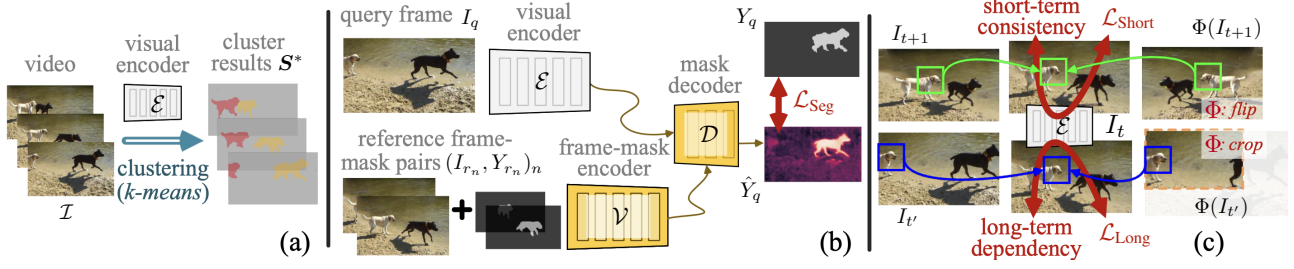 video
visual
encoder
cluster
results S*
ℰ
clustering
(k-means)
ℐ
(a)
query frame I_q
visual
encoder
ℰ
reference frame-
mask pairs (I_{r_n}, Y_{r_n})_n
frame-mask
encoder
𝒱
mask
decoder
𝒟
Y_q
ℒ_Seg
Ŷ_q
(b)
short-term
consistency
ℒ_Short
I_{t+1}
Φ(I_{t+1})
Φ: flip
ℰ
I_t
Φ: crop
I_{t'}
Φ(I_{t'})
long-term
dependency
ℒ_Long
(c)